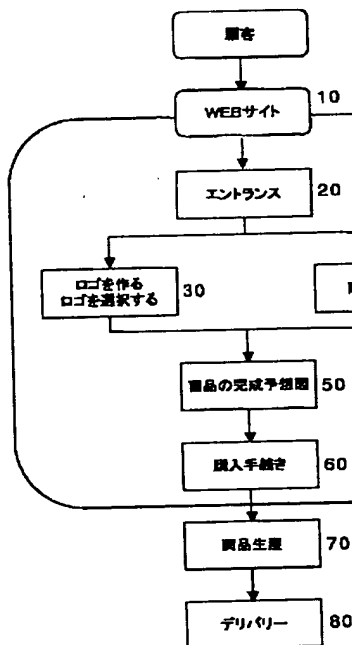 顧客
WEBサイト
10
エントランス
20
ロゴを作る
ロゴを選択する
30
商品の完成予想図
50
購入手続き
60
商品生産
70
デリバリー
80